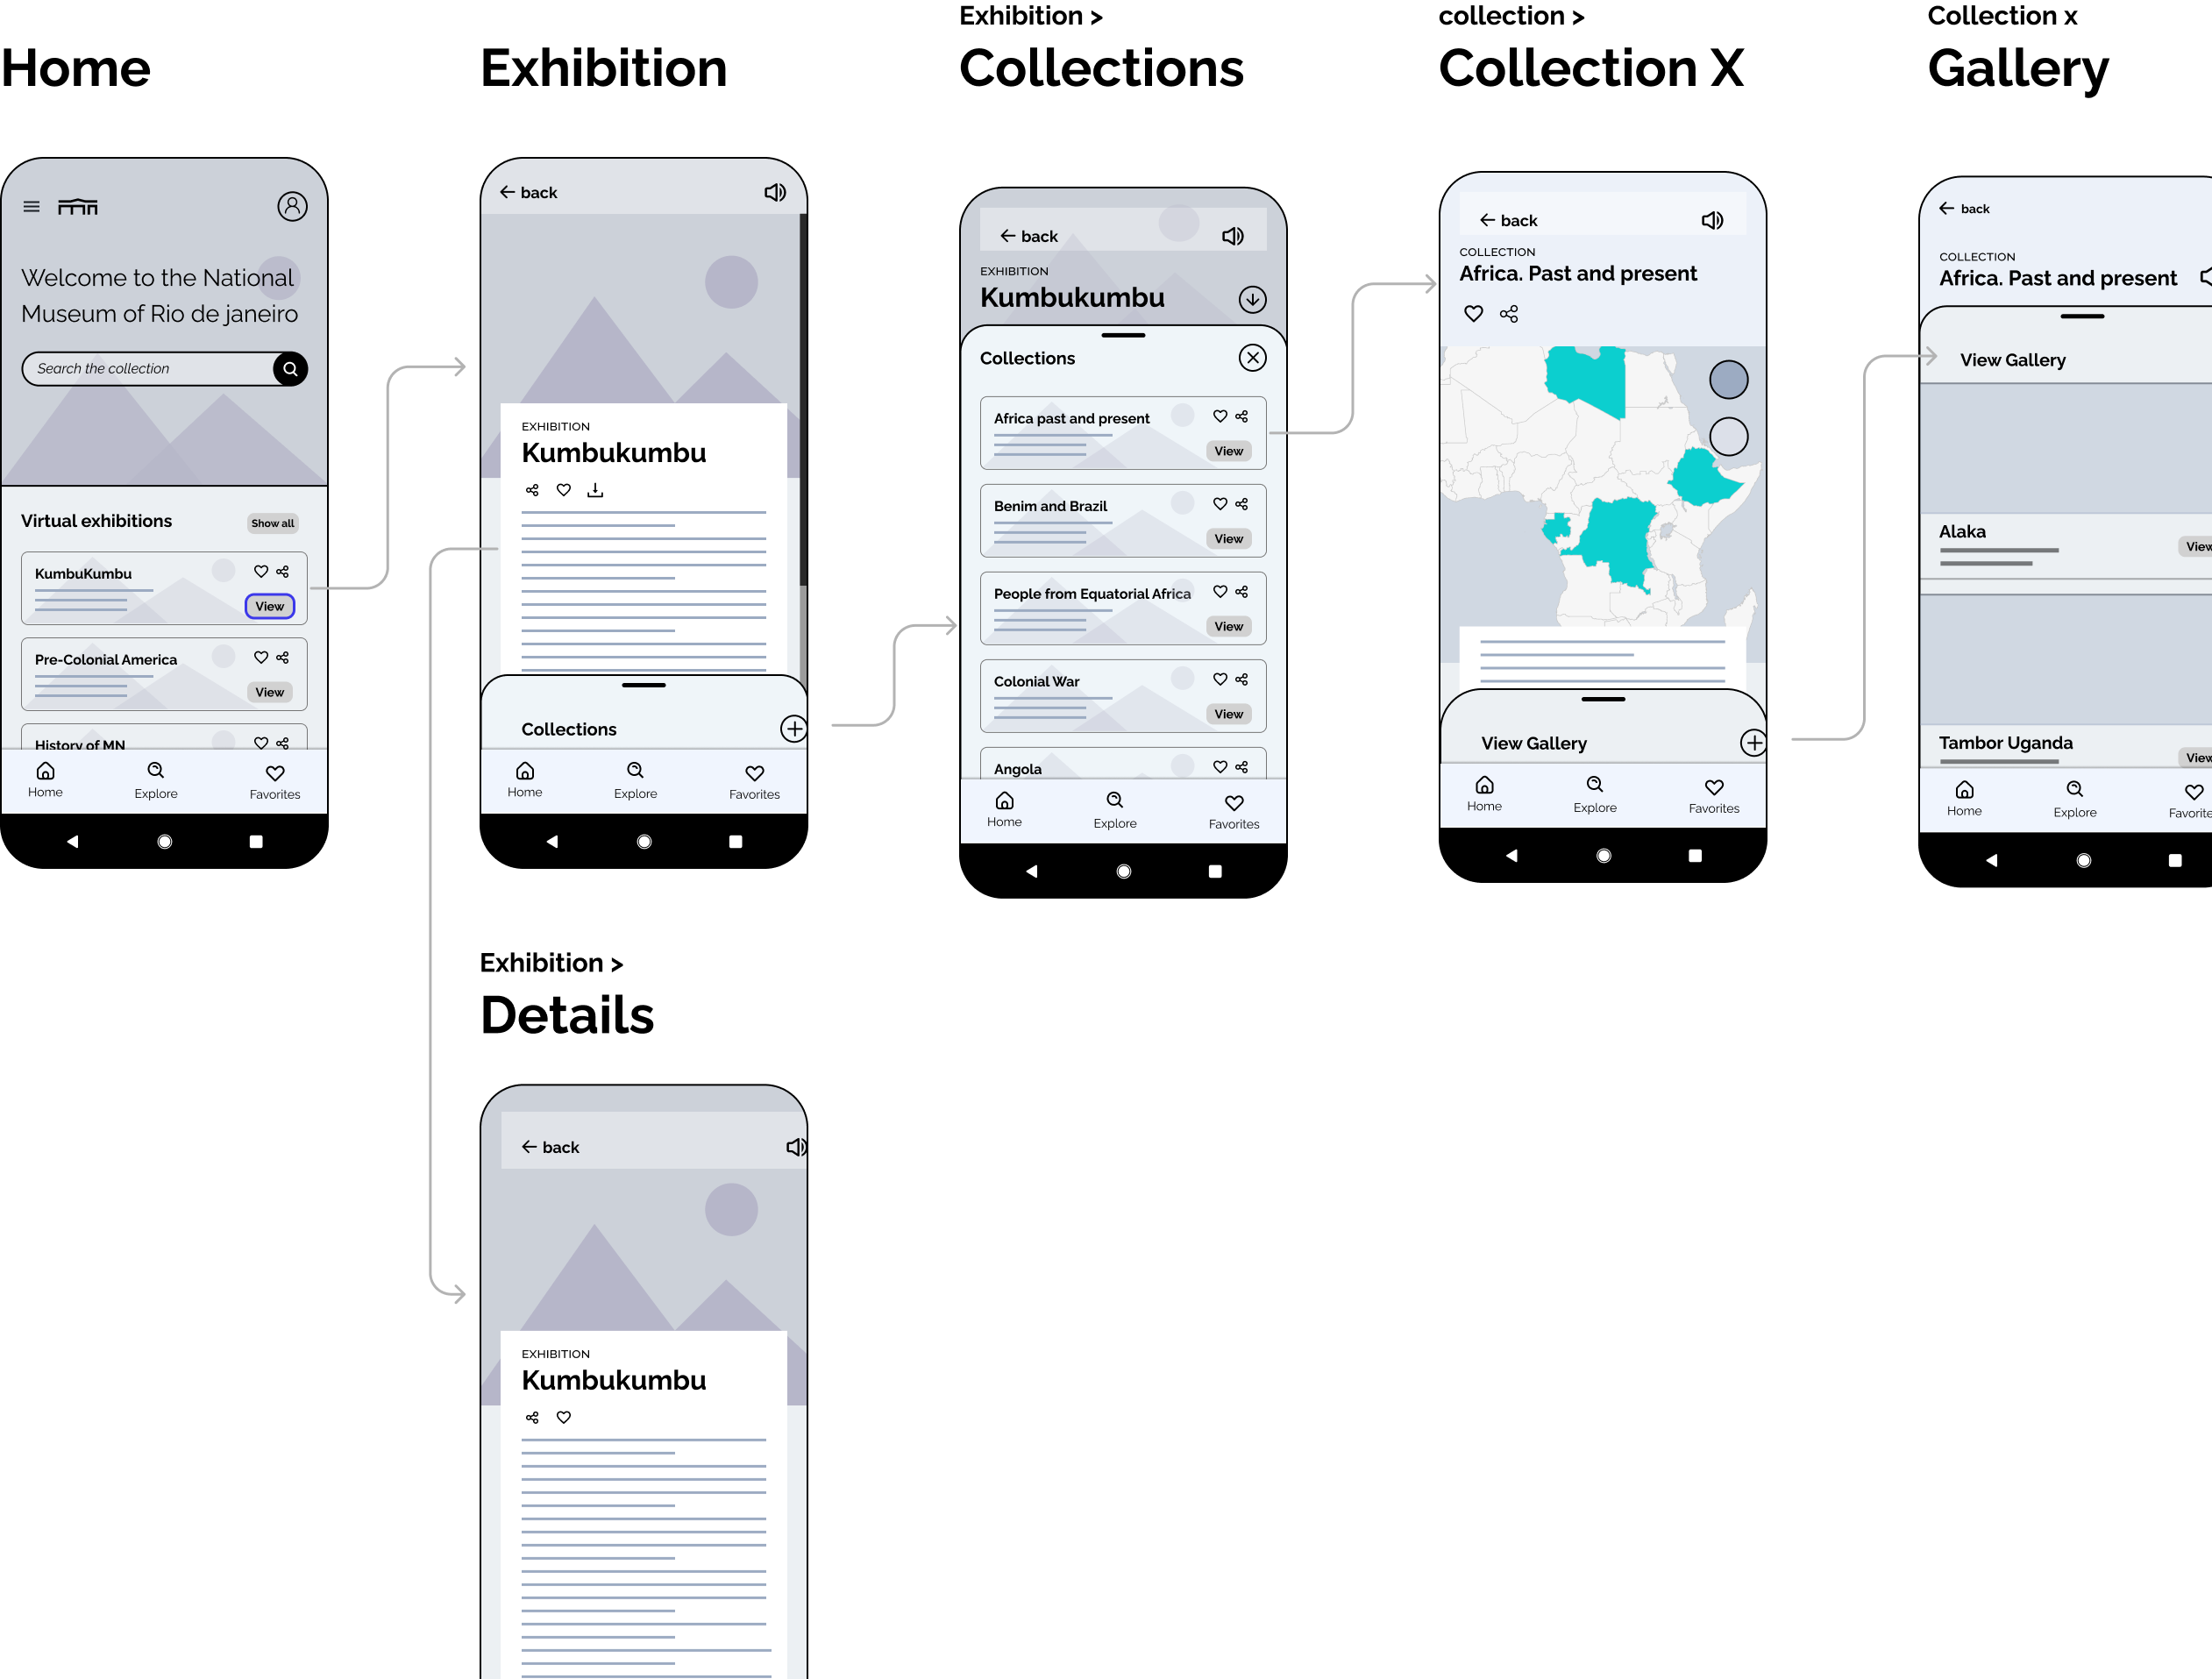 Home
Welcome to the National
Museum of Rio de janeiro
Search the collection
Virtual exhibitions
Show all
KumbuKumbu
View
Pre-Colonial America
View
History of MN
Home
Explore
Favorites
Exhibition
back
EXHIBITION
Kumbukumbu
Collections
Home
Explore
Favorites
Exhibition >
Collections
back
EXHIBITION
Kumbukumbu
Collections
Africa past and present
View
Benim and Brazil
View
People from Equatorial Africa
View
Colonial War
View
Angola
Home
Explore
Favorites
collection >
Collection X
back
COLLECTION
Africa. Past and present
View Gallery
Home
Explore
Favorites
Collection x
Gallery
back
COLLECTION
Africa. Past and present
View Gallery
Alaka
View
Tambor Uganda
View
Home
Explore
Favorite
Exhibition >
Details
back
EXHIBITION
Kumbukumbu